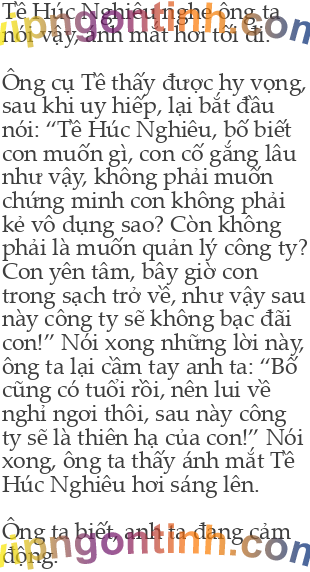 Tề Húc Nghiêu nghe ông ta
nói vậy, ánh mắt hơi tối đi.
Ông cụ Tề thấy được hy vọng,
sau khi uy hiếp, lại bắt đầu
nói: “Tề Húc Nghiêu, bố biết
con muốn gì, con cố gắng lâu
như vậy, không phải muốn
chứng minh con không phải
kẻ vô dụng sao? Còn không
phải là muốn quản lý công ty?
Con yên tâm, bây giờ con
trong sạch trở về, như vậy sau
này công ty sẽ không bạc đãi
con!” Nói xong những lời này,
ông ta lại cầm tay anh ta: “Bố
cũng có tuổi rồi, nên lui về
nghỉ ngơi thôi, sau này công
ty sẽ là thiên hạ của con!” Nói
xong, ông ta thấy ánh mắt Tề
Húc Nghiêu hơi sáng lên.
Ông ta biết, anh ta đang cảm
động.